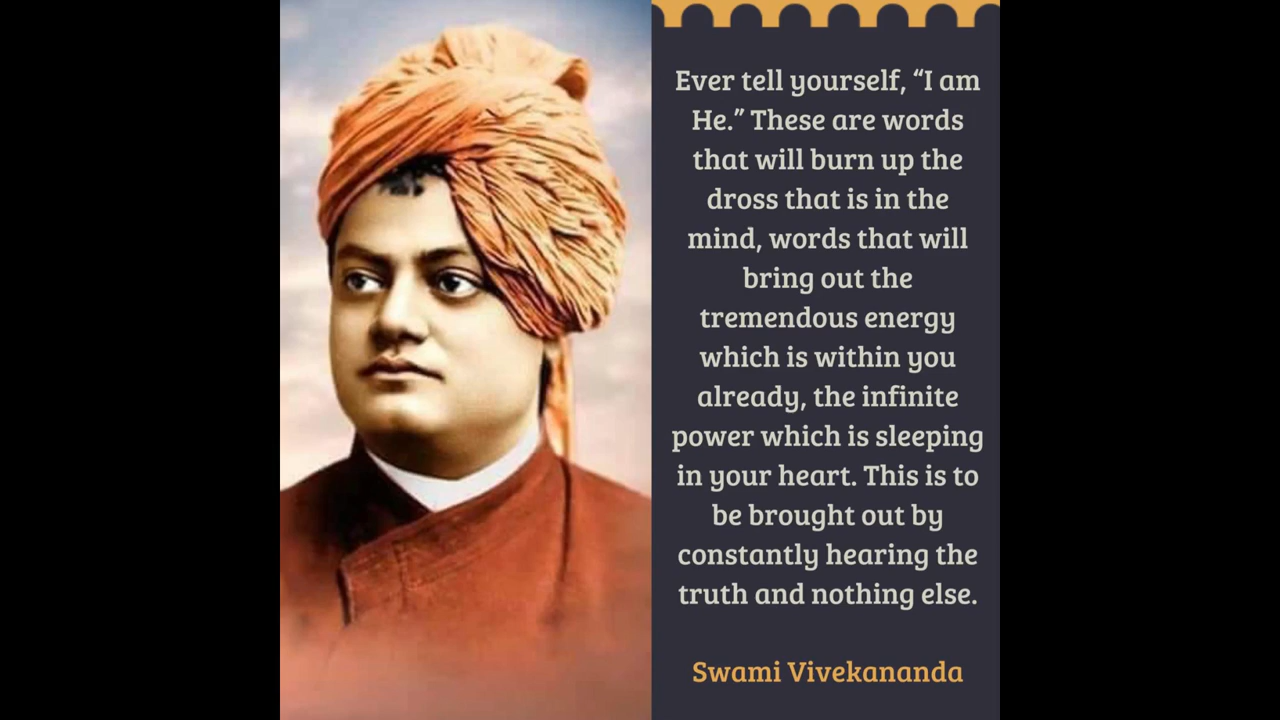 Ever tell yourself, “I am
He.” These are words
that will burn up the
dross that is in the
mind, words that will
bring out the
tremendous energy
which is within you
already, the infinite
power which is sleeping
in your heart. This is to
be brought out by
constantly hearing the
truth and nothing else.
Swami Vivekananda